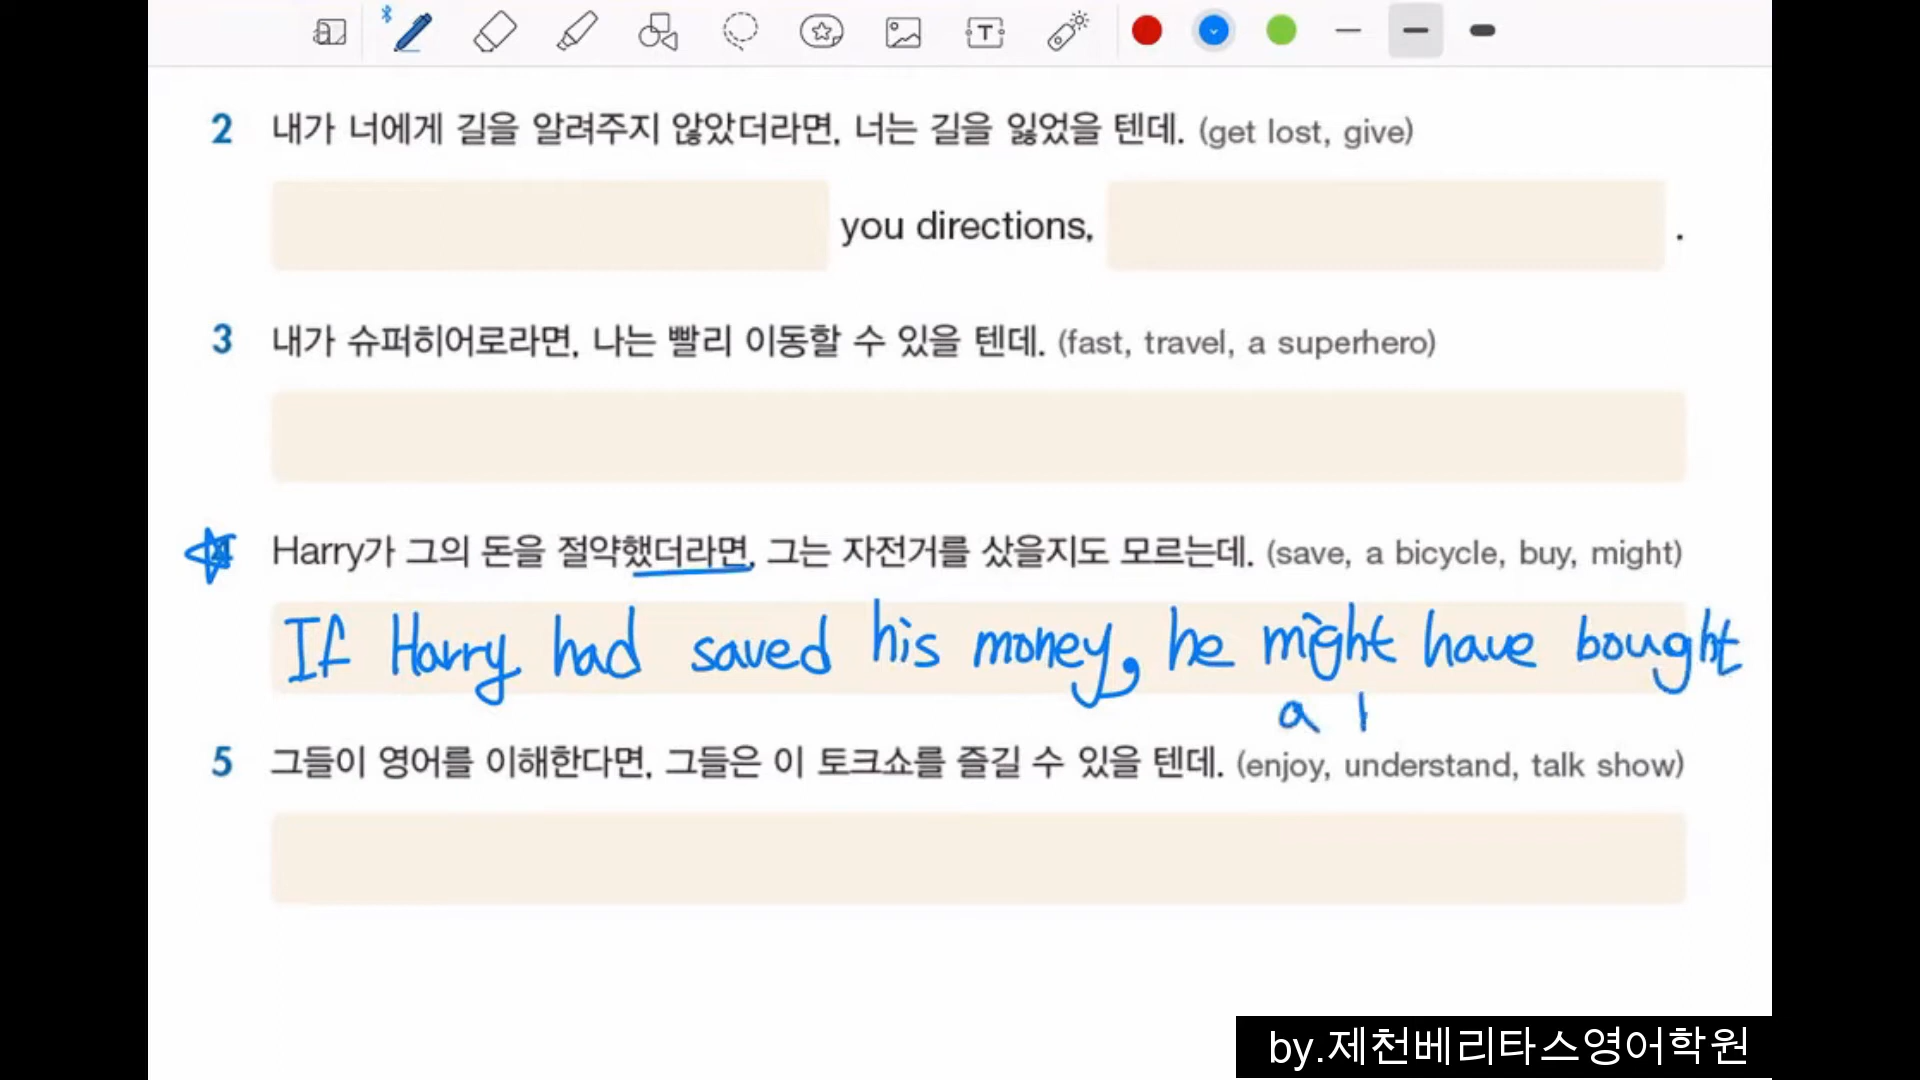 2 내가 너에게 길을 알려주지 않았더라면, 너는 길을 잃었을 텐데. (get lost, give)
you directions, .
3 내가 슈퍼히어로라면, 나는 빨리 이동할 수 있을 텐데. (fast, travel, a superhero)
4 Harry가 그의 돈을 절약했더라면, 그는 자전거를 샀을지도 모르는데. (save, a bicycle, buy, might)
If Harry had saved his money, he might have bought
a
5 그들이 영어를 이해한다면, 그들은 이 토크쇼를 즐길 수 있을 텐데. (enjoy, understand, talk show)
by.제천베리타스영어학원